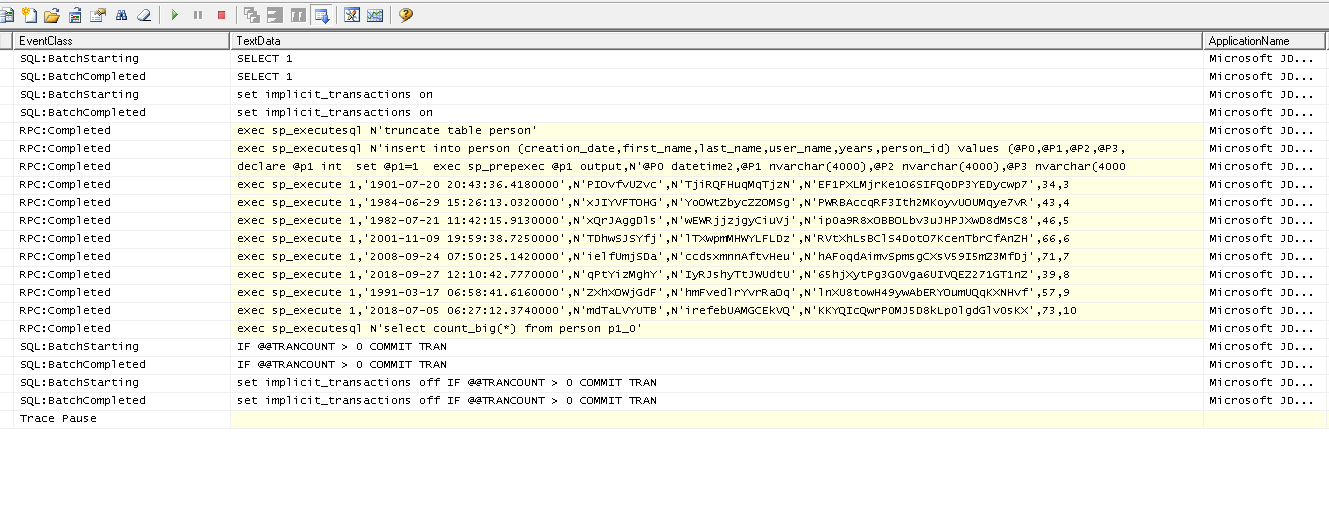 EventClass TextData ApplicationName
SQL:BatchStarting SELECT 1 Microsoft JD...
SQL:BatchCompleted SELECT 1 Microsoft JD...
SQL:BatchStarting set implicit_transactions on Microsoft JD...
SQL:BatchCompleted set implicit_transactions on Microsoft JD...
RPC:Completed exec sp_executesql N'truncate table person' Microsoft JD...
RPC:Completed exec sp_executesql N'insert into person (creation_date,first_name,last_name,user_name,years,person_id) values (@P0,@P1,@P2,@P3, Microsoft JD...
RPC:Completed declare @p1 int set @p1=1 exec sp_prepexec @p1 output,N'@P0 datetime2,@P1 nvarchar(4000),@P2 nvarchar(4000),@P3 nvarchar(4000 Microsoft JD...
RPC:Completed exec sp_execute 1,'1901-07-20 20:43:36.4180000',N'PIOvfvUZvc',N'TjiRQFHuqMqTjzN',N'EF1PXLMjrKe1O6SIFQoDP3YEDycwp7',34,3 Microsoft JD...
RPC:Completed exec sp_execute 1,'1984-06-29 15:26:13.0320000',N'xJIYVFTOHG',N'YoOWtZbycZZOMSg',N'PWRBAccqRF3Ith2MKoyvUOUMqye7vR',43,4 Microsoft JD...
RPC:Completed exec sp_execute 1,'1982-07-21 11:42:15.9130000',N'xQrJAggDls',N'wEWRjjzjgyCiuVj',N'ip0a9R8xOBBOLbv3uJHPJXwD8dMsC8',46,5 Microsoft JD...
RPC:Completed exec sp_execute 1,'2001-11-09 19:59:38.7250000',N'TDhwSJSYfj',N'lTXwpmMHWYLFLDz',N'RVtXhLsBClS4DotO7KcenTbrCfAnZH',66,6 Microsoft JD...
RPC:Completed exec sp_execute 1,'2008-09-24 07:50:25.1420000',N'ielfUmjSDa',N'ccdsxmnnAftvHeu',N'hAFoqdAimvSpmsgCXsV59I5mZ3MfDj',71,7 Microsoft JD...
RPC:Completed exec sp_execute 1,'2008-09-27 12:10:42.7770000',N'qPtYizMghY',N'IyRJshyTtJWUdtU',N'65hjXytPg3G0Vga6UIVQEZ271GT1nZ',39,8 Microsoft JD...
RPC:Completed exec sp_execute 1,'1991-03-17 06:58:41.6160000',N'ZXhXOWjGdF',N'hmFvedlrYvrRaOq',N'lnXU8towH49ywAbERYOumUQqKXNHvf',57,9 Microsoft JD...
RPC:Completed exec sp_execute 1,'2018-07-05 06:27:12.3740000',N'mdTaLVYUTB',N'irefebUAMGCEkVQ',N'KKYQIcQwrP0MJ5D8kLp0lgdGlvOsKX',73,10 Microsoft JD...
RPC:Completed exec sp_executesql N'select count_big(*) from person p1_0' Microsoft JD...
SQL:BatchStarting IF @@TRANCOUNT > 0 COMMIT TRAN Microsoft JD...
SQL:BatchCompleted IF @@TRANCOUNT > 0 COMMIT TRAN Microsoft JD...
SQL:BatchStarting set implicit_transactions off IF @@TRANCOUNT > 0 COMMIT TRAN Microsoft JD...
SQL:BatchCompleted set implicit_transactions off IF @@TRANCOUNT > 0 COMMIT TRAN Microsoft JD...
Trace Pause